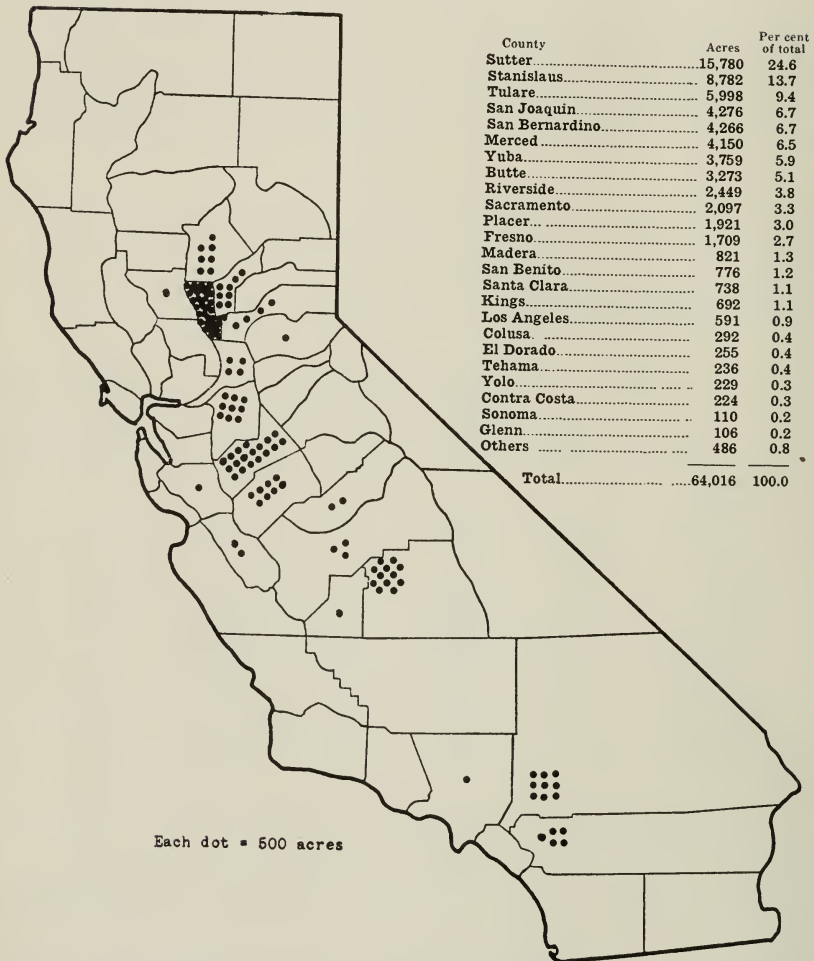 County Acres Per cent of total
Sutter 15,780 24.6
Stanislaus 8,782 13.7
Tulare 5,998 9.4
San Joaquin 4,276 6.7
San Bernardino 4,266 6.7
Merced 4,150 6.5
Yuba 3,759 5.9
Butte 3,273 5.1
Riverside 2,449 3.8
Sacramento 2,097 3.3
Placer 1,921 3.0
Fresno 1,709 2.7
Madera 821 1.3
San Benito 776 1.2
Santa Clara 738 1.1
Kings 692 1.1
Los Angeles 591 0.9
Colusa 292 0.4
El Dorado 255 0.4
Tehama 236 0.4
Yolo 229 0.3
Contra Costa 224 0.3
Sonoma 110 0.2
Glenn 106 0.2
Others 486 0.8
Total 64,016 100.0
Each dot = 500 acres